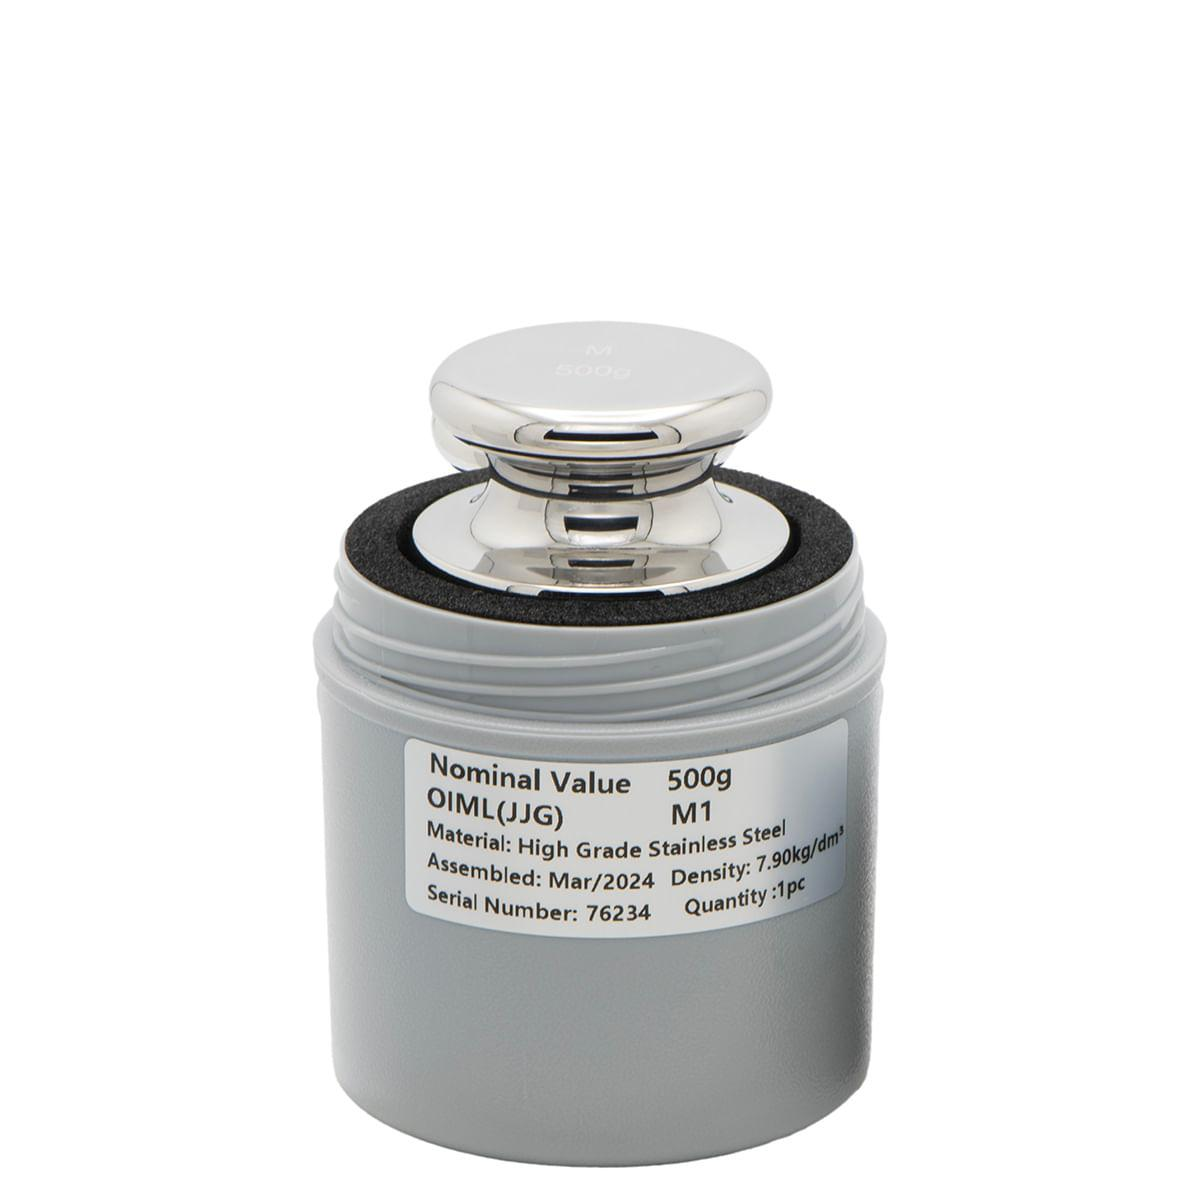 M
500g
Nominal Value 500g
OIML(JJG) M1
Material: High Grade Stainless Steel
Assembled: Mar/2024 Density: 7.90kg/dm³
Serial Number: 76234 Quantity :1pc